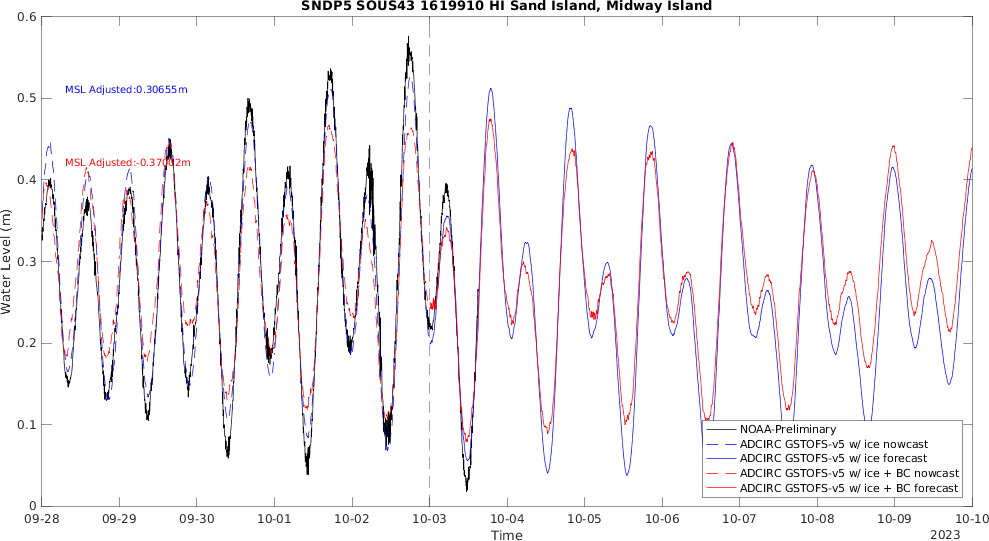 SNDP5 SOUS43 1619910 HI Sand Island, Midway Island
0.6
0.5
0.4
0.3
0.2
0.1
0
Water Level (m)
MSL Adjusted:0.30655m
MSL Adjusted:-0.37002m
NOAA-Preliminary
ADCIRC GSTOFS-v5 w/ ice nowcast
ADCIRC GSTOFS-v5 w/ ice forecast
ADCIRC GSTOFS-v5 w/ ice + BC nowcast
ADCIRC GSTOFS-v5 w/ ice + BC forecast
09-28 09-29 09-30 10-01 10-02 10-03 10-04 10-05 10-06 10-07 10-08 10-09 10-10
Time
2023